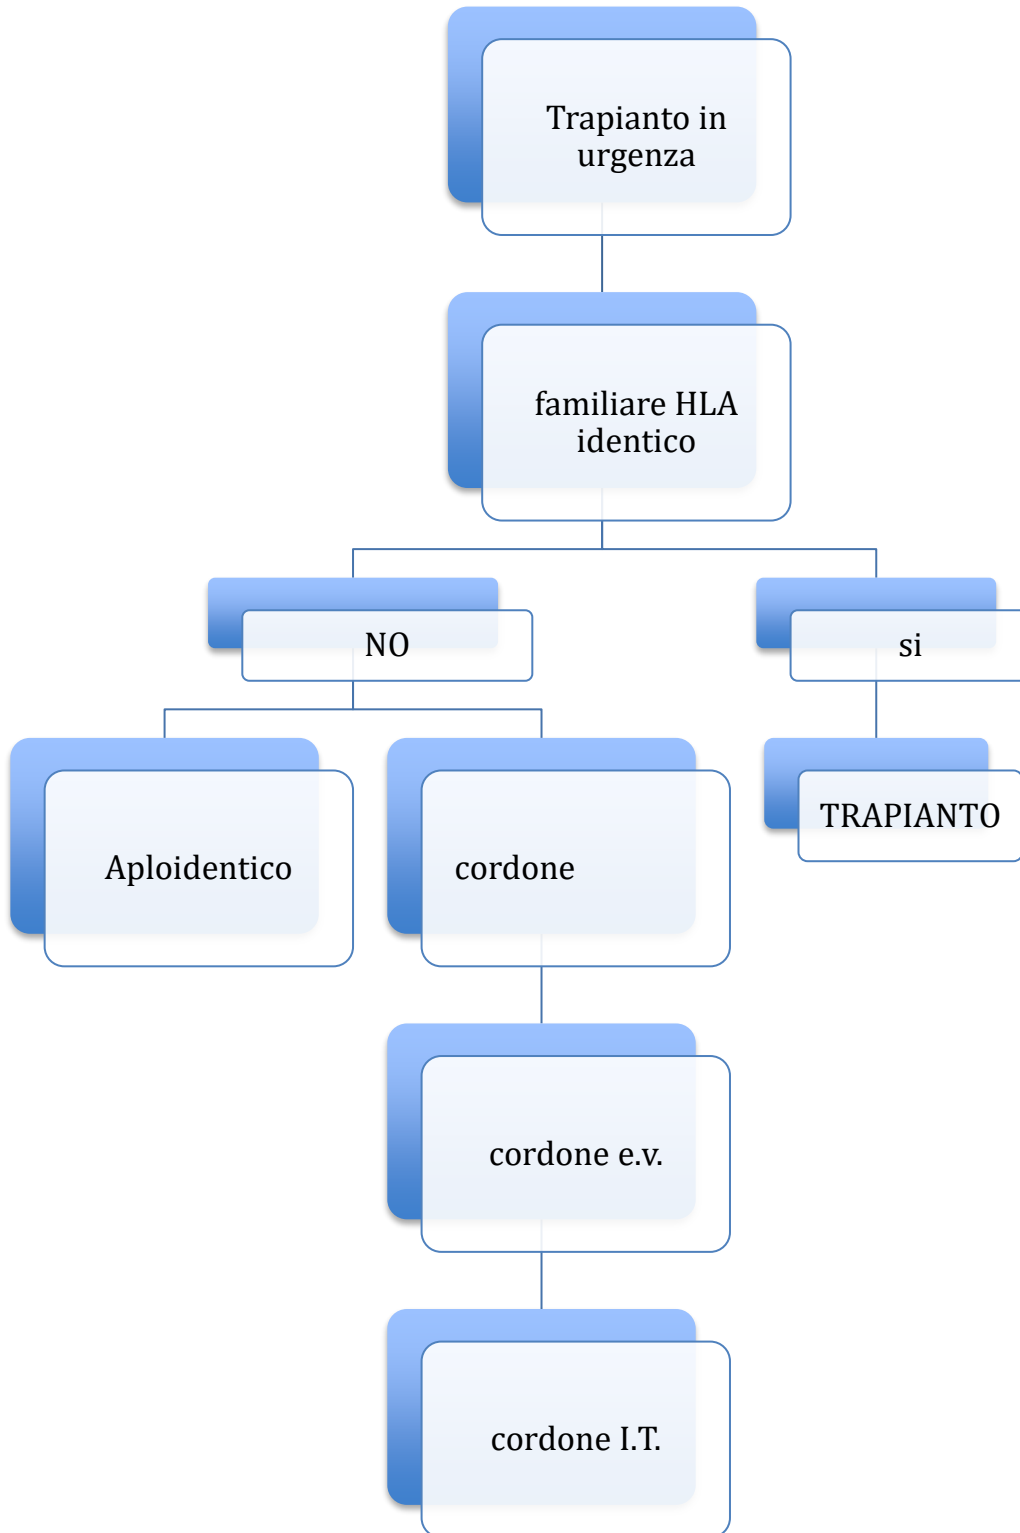 Trapianto in
urgenza
familiare HLA
identico
NO
si
Aploidentico
cordone
TRAPIANTO
cordone e.v.
cordone I.T.